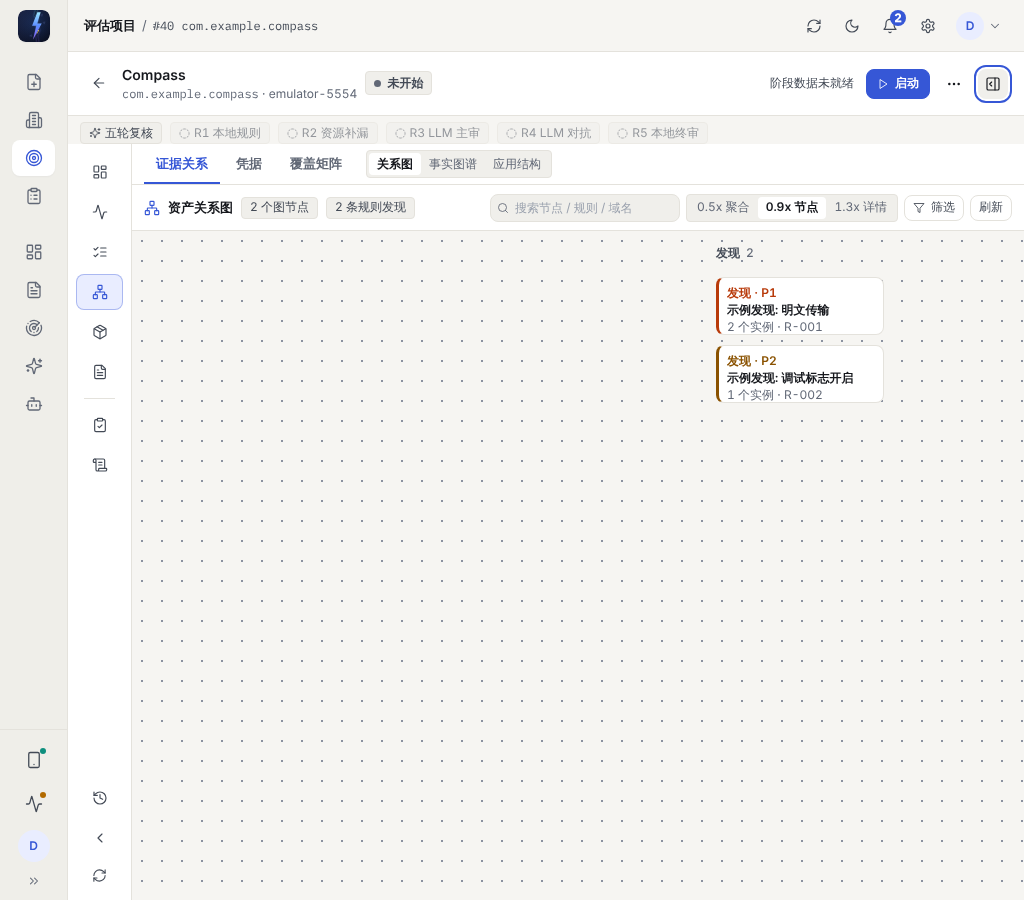 评估项目 / #40 com.example.compass
2
D
Compass
com.example.compass · emulator-5554
未开始
阶段数据未就绪
启动
五轮复核
R1 本地规则
R2 资源补漏
R3 LLM 主审
R4 LLM 对抗
R5 本地终审
证据关系
凭据
覆盖矩阵
关系图
事实图谱
应用结构
资产关系图
2 个图节点
2 条规则发现
搜索节点 / 规则 / 域名
0.5x 聚合
0.9x 节点
1.3x 详情
筛选
刷新
发现 2
发现 · P1
示例发现: 明文传输
2 个实例 · R-001
发现 · P2
示例发现: 调试标志开启
1 个实例 · R-002
D